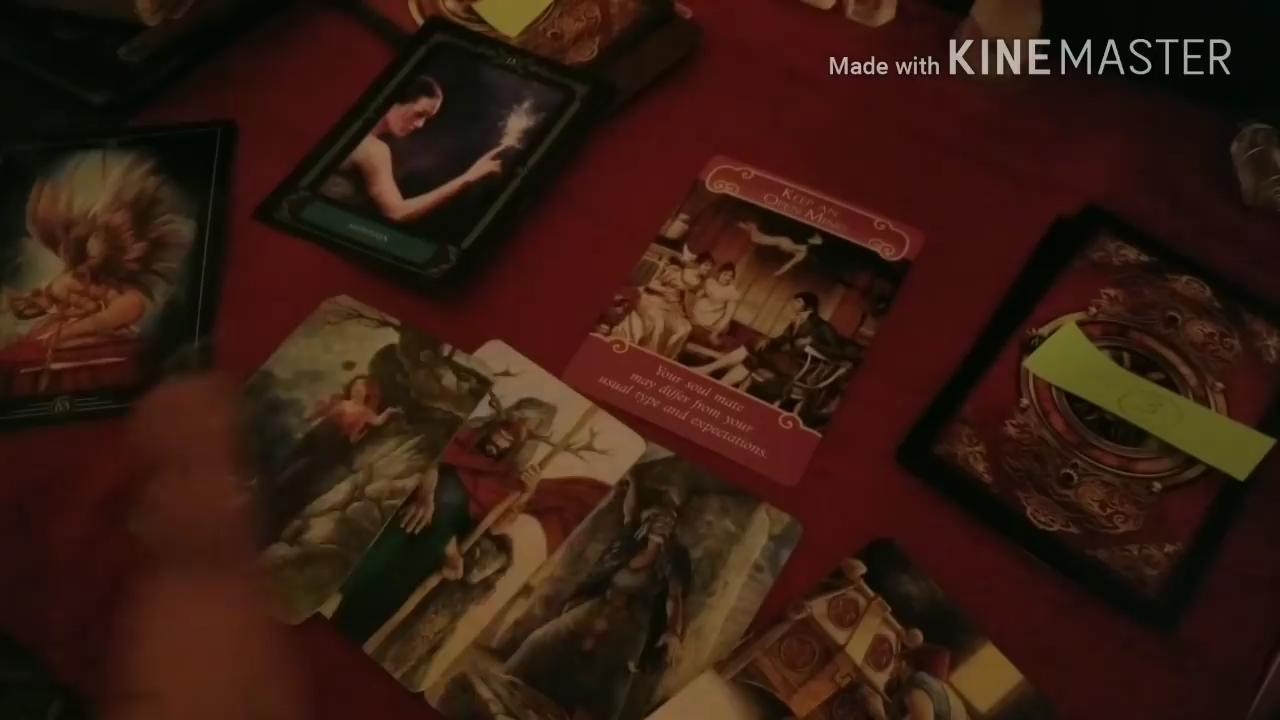 Made with KINEMASTER
KEEP AN
OPEN MIND
Your soul mate
may differ from your
usual type and expectations.